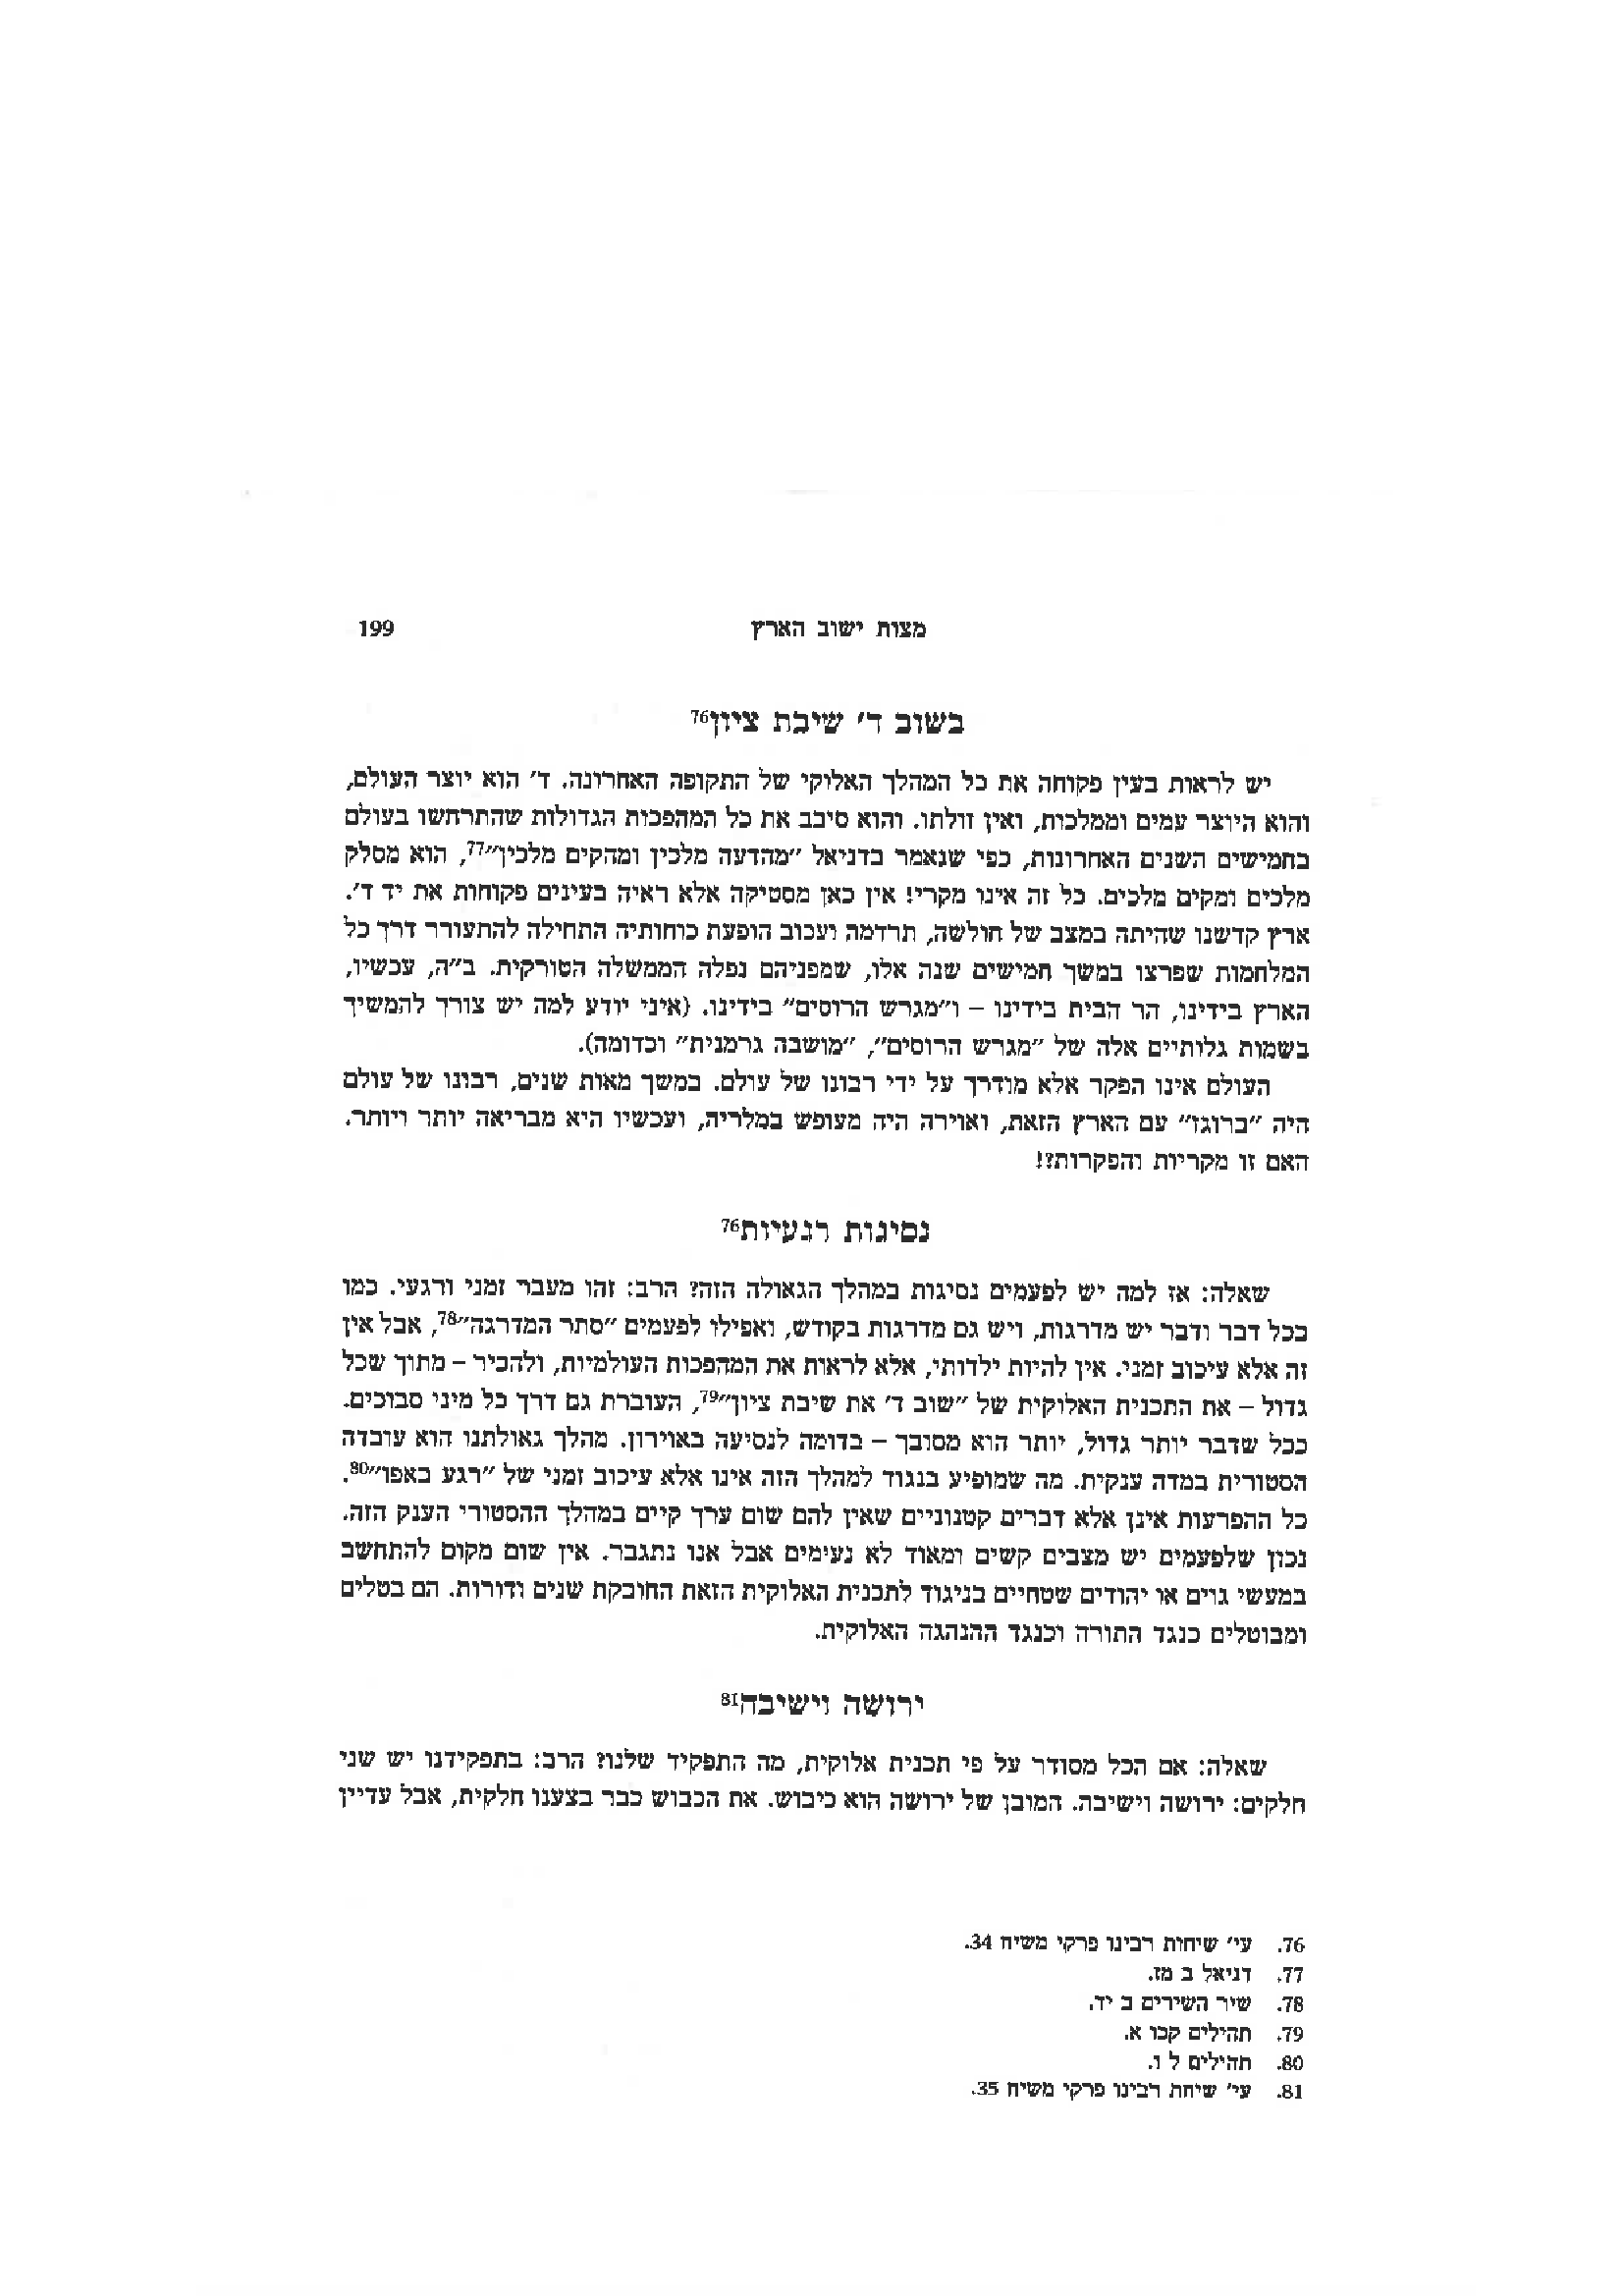 מצות ישוב הארץ 199
בשוב ד' שיבת ציון76
יש לראות בעין פקוחה את כל המהלך האלוקי של התקופה האחרונה. ד' הוא יוצר העולם,
והוא היוצר עמים וממלכות, ואין זולתו. והוא סיבב את כל המהפכות הגדולות שהתרחשו בעולם
בחמישים השנים האחרונות, כפי שנאמר בדניאל "מהדעה מלכין ומהקים מלכין"77, הוא מסלק
מלכים ומקים מלכים. כל זה אינו מקרי! אין כאן מסטיקה אלא ראיה בעינים פקוחות את יד ד'.
ארץ קדשנו שהיתה במצב של חולשה, תרדמה ועכוב הופעת כוחותיה התחילה להתעורר דרך כל
המלחמות שפרצו במשך חמישים שנה אלו, שמפניהם נפלה הממשלה הטורקית. ב"ה, עכשיו,
הארץ בידינו, הר הבית בידינו – ו"מגרש הרוסים" בידינו. (איני יודע למה יש צורך להמשיך
בשמות גלותיים אלה של "מגרש הרוסים", "מושבה גרמנית" וכדומה).
העולם אינו הפקר אלא מודרך על ידי רבונו של עולם. במשך מאות שנים, רבונו של עולם
היה "ברוגז" עם הארץ הזאת, ואוירה היה מעופש במלריה, ועכשיו היא מבריאה יותר ויותר.
האם זו מקריות והפקרות?!
נסיגות רגעיות76
שאלה: אז למה יש לפעמים נסיגות במהלך הגאולה הזה? הרב: זהו מעבר זמני ורגעי. כמו
בכל דבר ודבר יש מדרגות, ויש גם מדרגות בקודש, ואפילו לפעמים "סתר המדרגה"78, אבל אין
זה אלא עיכוב זמני. אין להיות ילדותי, אלא לראות את המהפכות העולמיות, ולהכיר – מתוך שכל
גדול – את התכנית האלוקית של "שוב ד' את שיבת ציון"79, העוברת גם דרך כל מיני סבוכים.
ככל שדבר יותר גדול, יותר הוא מסובך – בדומה לנסיעה באוירון. מהלך גאולתנו הוא עובדה
הסטורית במדה ענקית. מה שמופיע בנגוד למהלך הזה אינו אלא עיכוב זמני של "רגע באפו"80.
כל ההפרעות אינן אלא דברים קטנוניים שאין להם שום ערך קיים במהלך ההסטורי הענק הזה.
נכון שלפעמים יש מצבים קשים ומאוד לא נעימים אבל אנו נתגבר. אין שום מקום להתחשב
במעשי גוים או יהודים שטחיים בניגוד לתכנית האלוקית הזאת החובקת שנים ודורות. הם בטלים
ומבוטלים כנגד התורה וכנגד ההנהגה האלוקית.
ירושה וישיבה81
שאלה: אם הכל מסודר על פי תכנית אלוקית, מה התפקיד שלנו? הרב: בתפקידנו יש שני
חלקים: ירושה וישיבה. המובן של ירושה הוא כיבוש. את הכבוש כבר בצענו חלקית, אבל עדיין
76. עי' שיחות רבינו פרקי משיח 34.
77. דניאל ב מז.
78. שיר השירים ב יד.
79. תהילים קכו א.
80. תהילים ל ו.
81. עי' שיחת רבינו פרקי משיח 35.